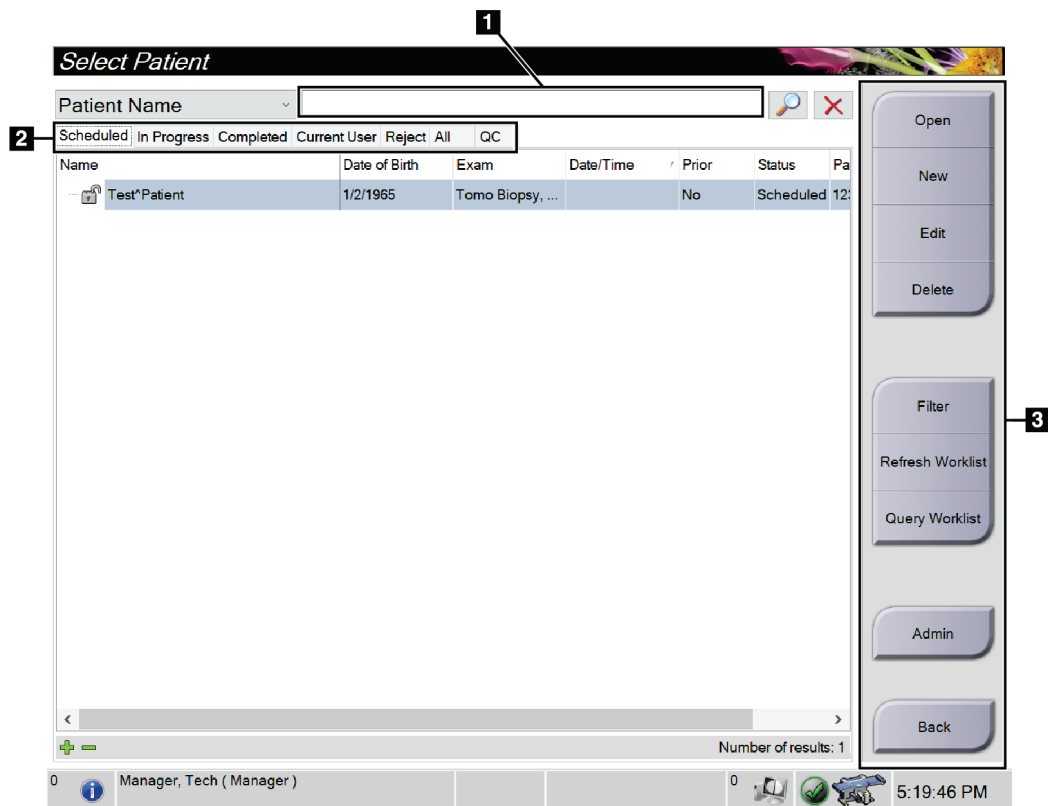 1
Select Patient
Patient Name
2
Scheduled In Progress Completed Current User Reject All QC
Name Date of Birth Exam Date/Time Prior Status Pa
Test^Patient 1/2/1965 Tomo Biopsy, ... No Scheduled 12
Open
New
Edit
Delete
Filter
3
Refresh Worklist
Query Worklist
Admin
Back
Number of results: 1
0 Manager, Tech ( Manager ) 0 5:19:46 PM